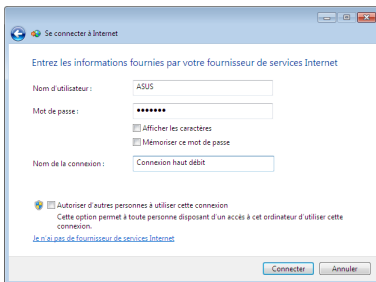 Se connecter à Internet
Entrez les informations fournies par votre fournisseur de services Internet
Nom d'utilisateur :
ASUS
Mot de passe :
•••••••
Afficher les caractères
Mémoriser ce mot de passe
Nom de la connexion :
Connexion haut débit
Autoriser d'autres personnes à utiliser cette connexion
Cette option permet à toute personne disposant d'un accès à cet ordinateur d'utiliser cette
connexion.
Je n'ai pas de fournisseur de services Internet
Connecter
Annuler